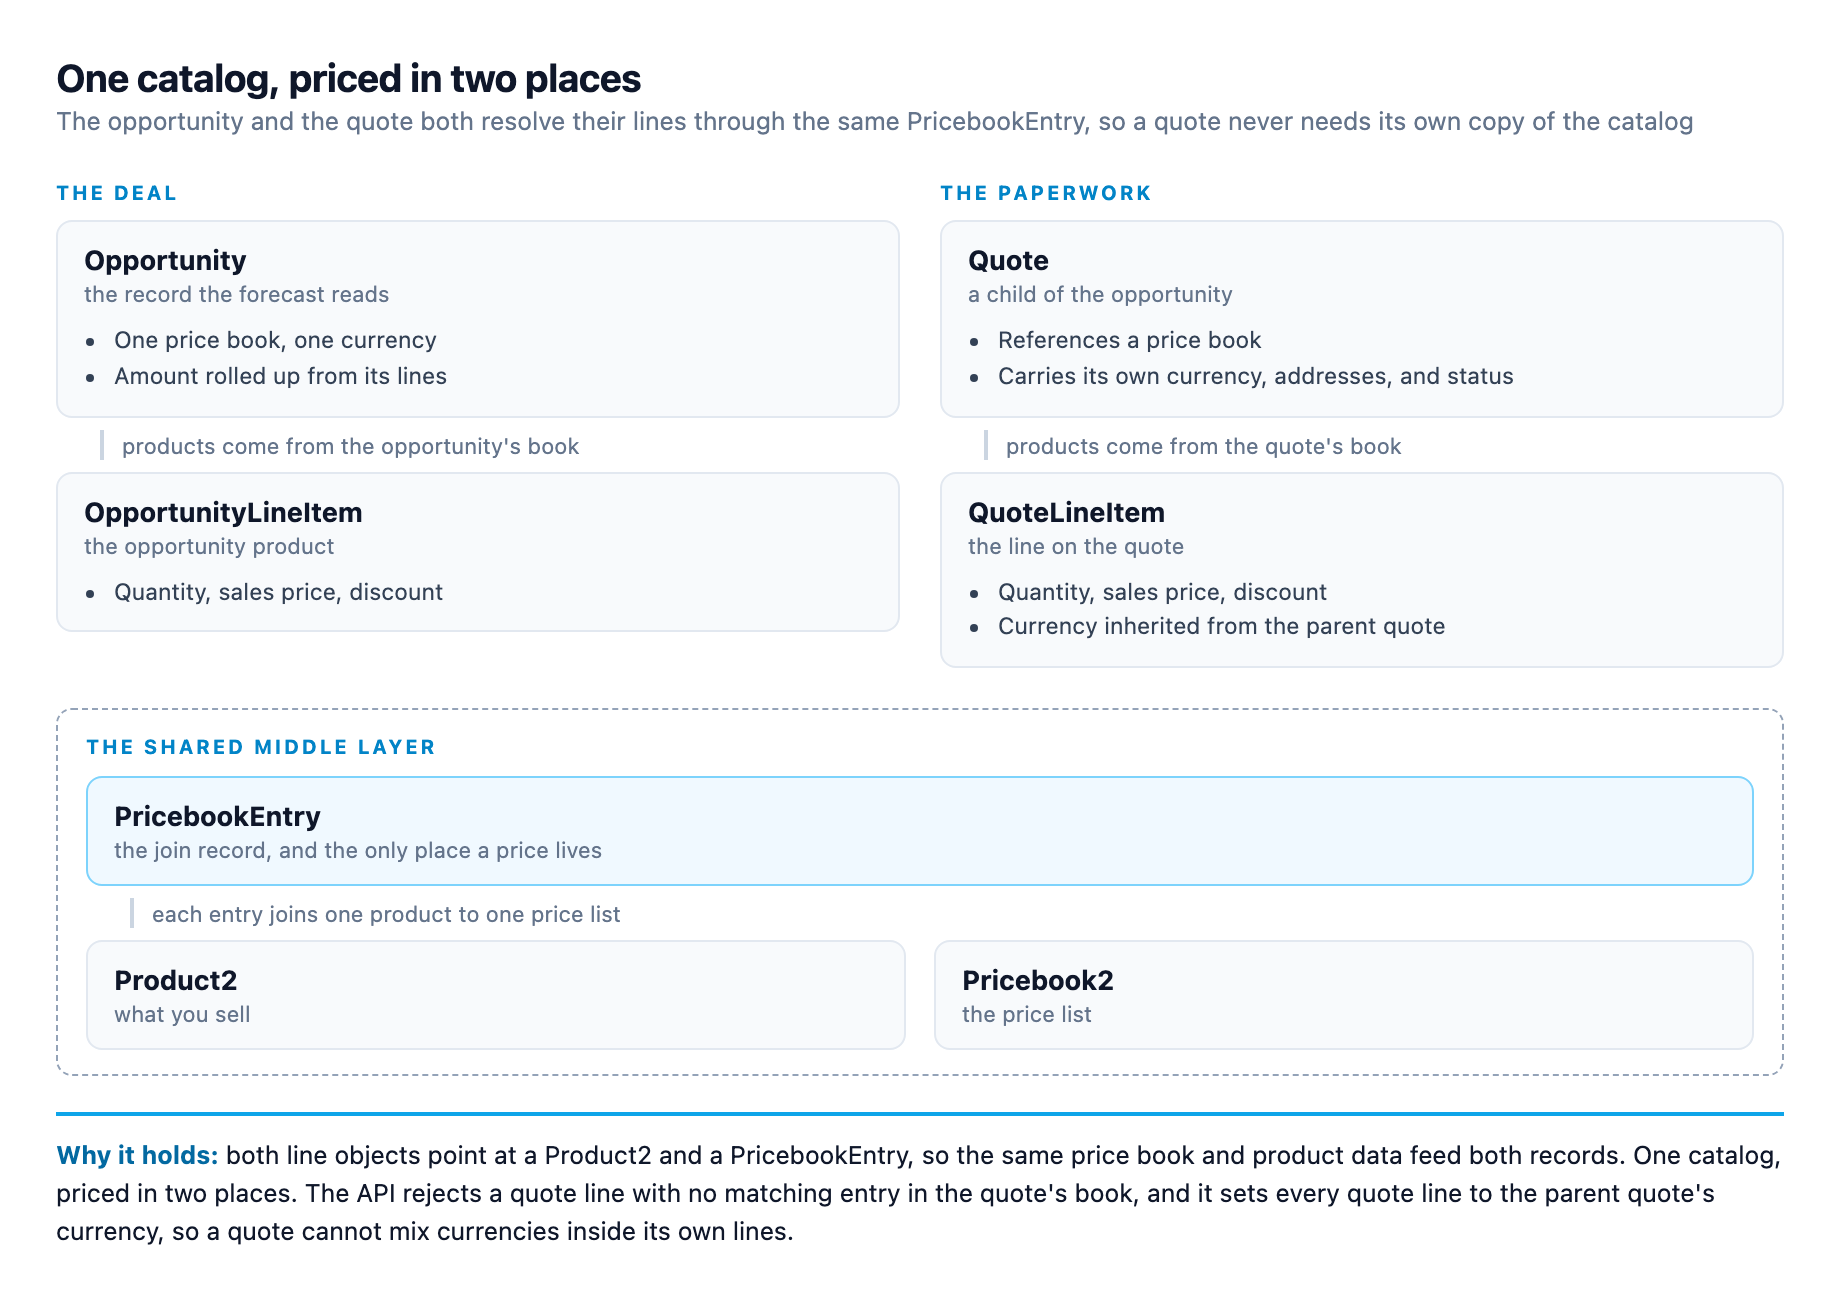 One catalog, priced in two places
The opportunity and the quote both resolve their lines through the same PricebookEntry, so a quote never needs its own copy of the catalog
THE DEAL
Opportunity
the record the forecast reads
• One price book, one currency
• Amount rolled up from its lines
products come from the opportunity's book
OpportunityLineItem
the opportunity product
• Quantity, sales price, discount
THE PAPERWORK
Quote
a child of the opportunity
• References a price book
• Carries its own currency, addresses, and status
products come from the quote's book
QuoteLineItem
the line on the quote
• Quantity, sales price, discount
• Currency inherited from the parent quote
THE SHARED MIDDLE LAYER
PricebookEntry
the join record, and the only place a price lives
each entry joins one product to one price list
Product2
what you sell
Pricebook2
the price list
Why it holds: both line objects point at a Product2 and a PricebookEntry, so the same price book and product data feed both records. One catalog,
priced in two places. The API rejects a quote line with no matching entry in the quote's book, and it sets every quote line to the parent quote's
currency, so a quote cannot mix currencies inside its own lines.